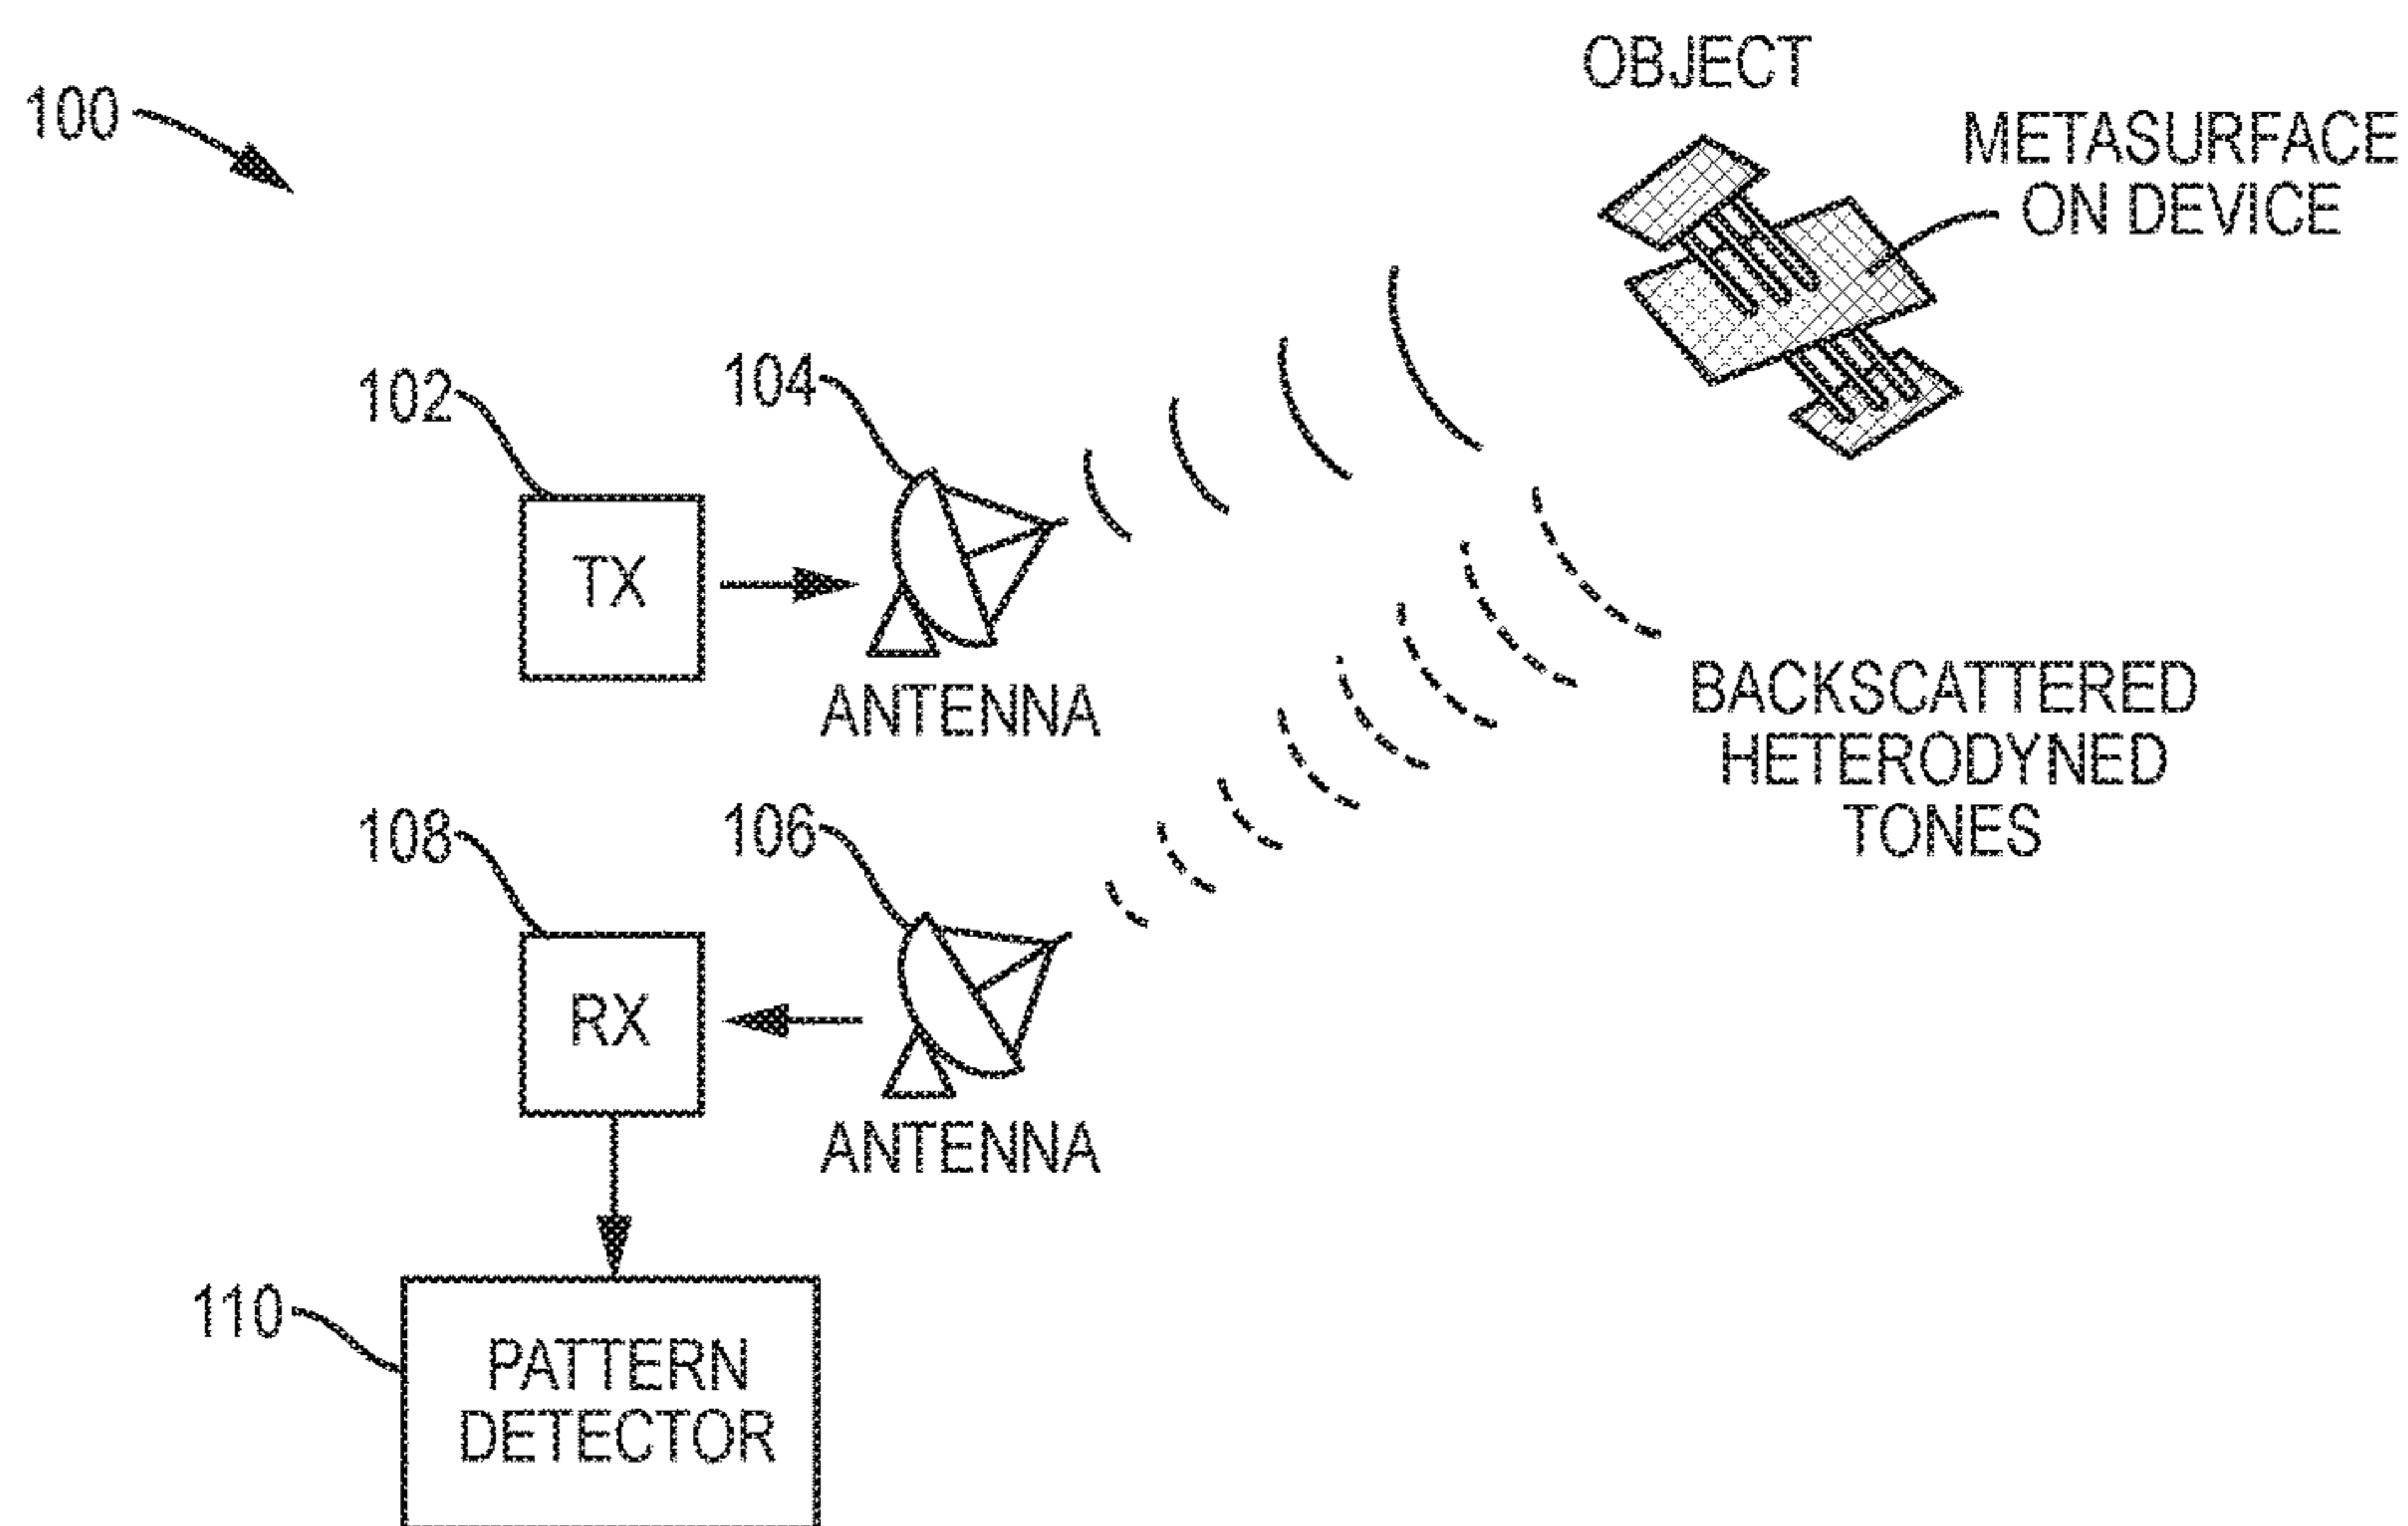 100
OBJECT
METASURFACE
ON DEVICE
102
104
TX
ANTENNA
BACKSCATTERED
HETERODYNED
TONES
108
106
RX
ANTENNA
110
PATTERN
DETECTOR